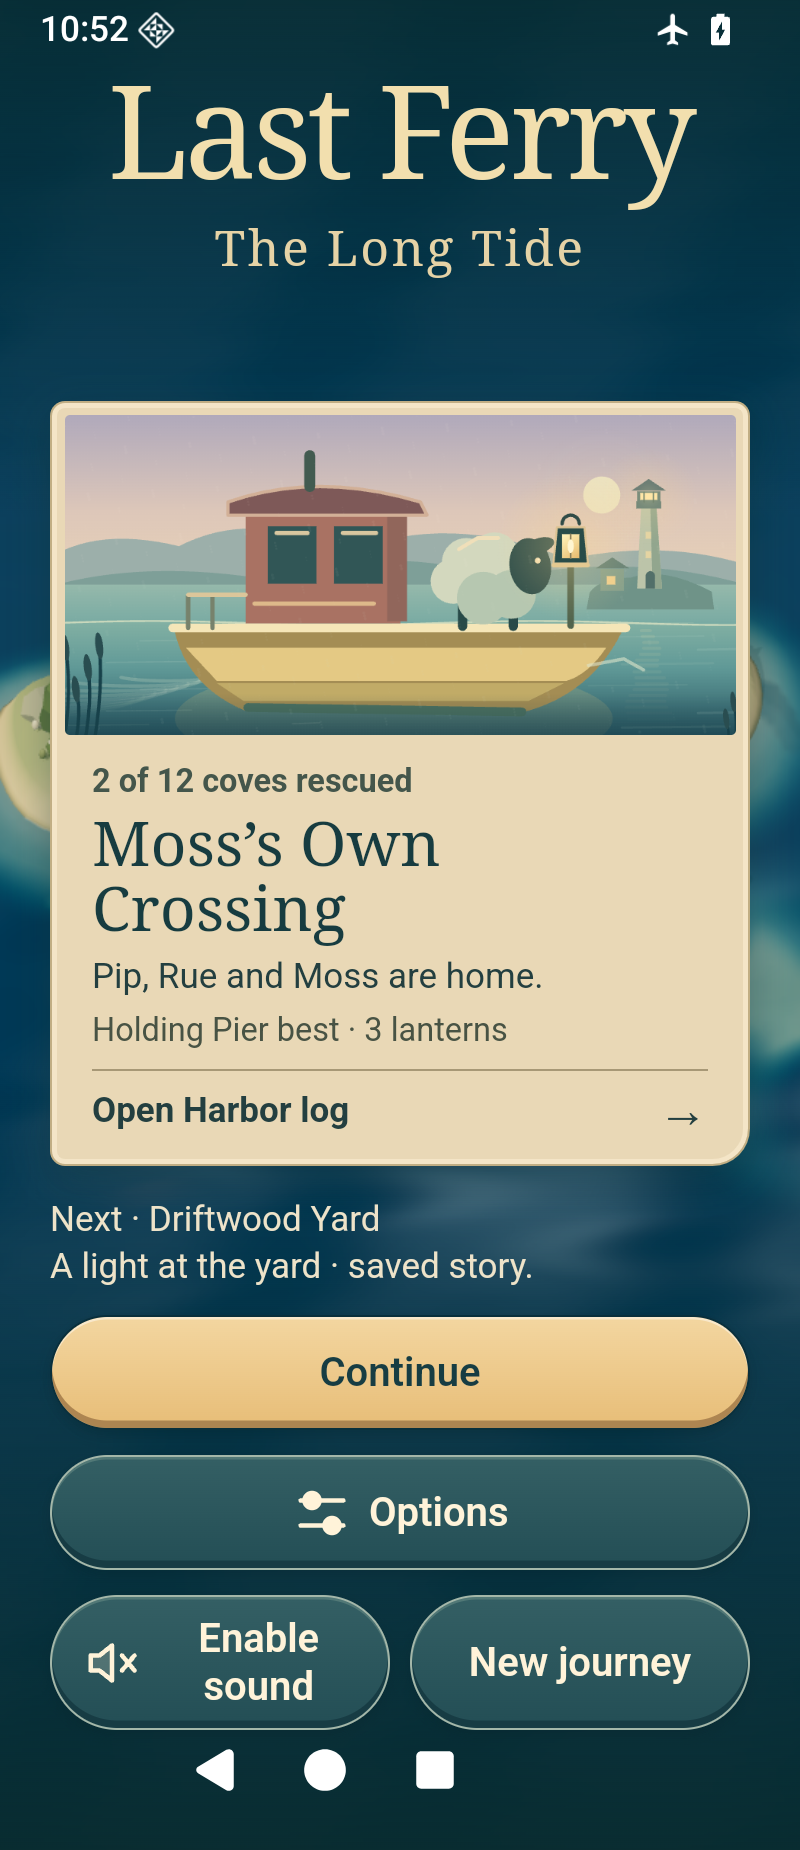 10:52
Last Ferry
The Long Tide
2 of 12 coves rescued
Moss’s Own
Crossing
Pip, Rue and Moss are home.
Holding Pier best · 3 lanterns
Open Harbor log →
Next · Driftwood Yard
A light at the yard · saved story.
Continue
Options
Enable
sound
New journey